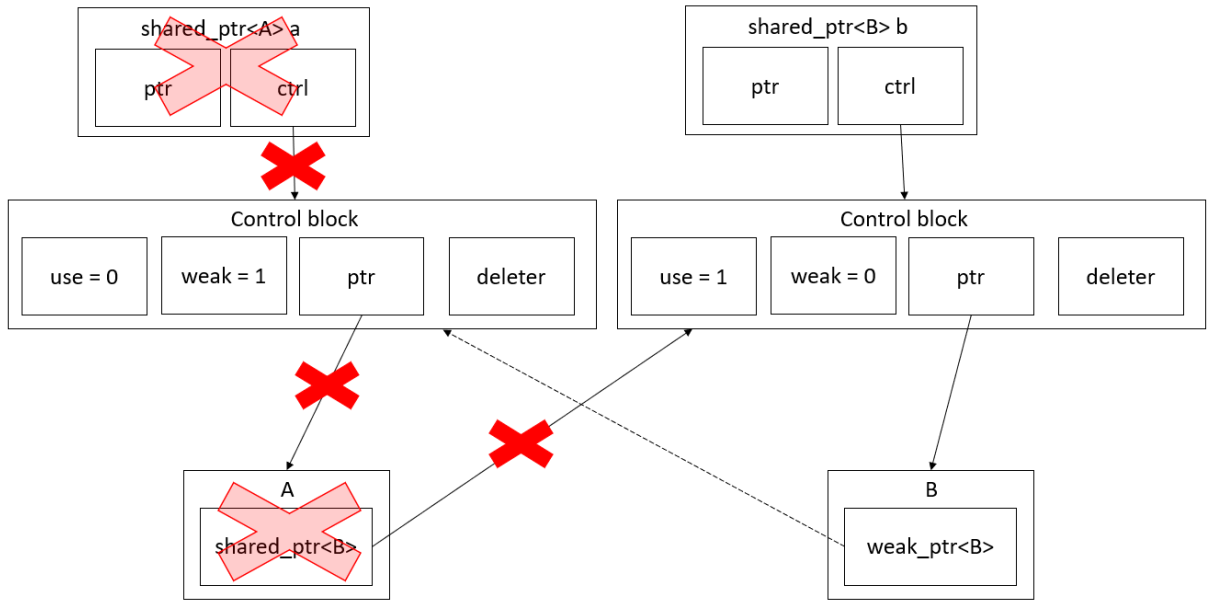 shared_ptr<A> a
ptr
ctrl
shared_ptr<B> b
ptr
ctrl
Control block
use = 0
weak = 1
ptr
deleter
Control block
use = 1
weak = 0
ptr
deleter
A
shared_ptr<B>
B
weak_ptr<B>